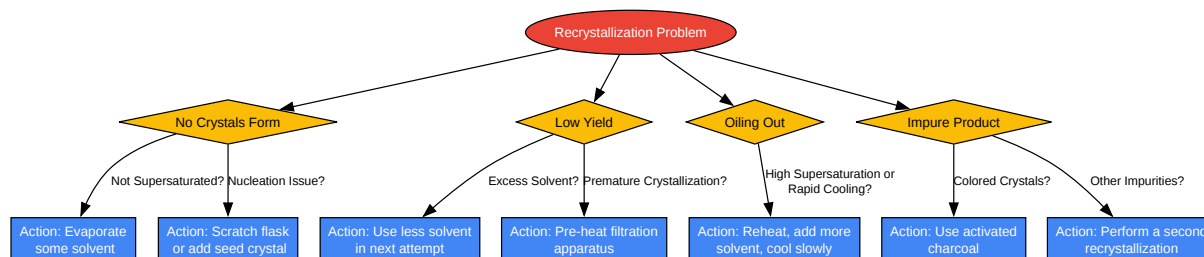 Recrystallization Problem
No Crystals Form
Low Yield
Oiling Out
Impure Product
Not Supersaturated?
Nucleation Issue?
Excess Solvent?
Premature Crystallization?
High Supersaturation or
Rapid Cooling?
Colored Crystals?
Other Impurities?
Action: Evaporate
some solvent
Action: Scratch flask
or add seed crystal
Action: Use less solvent
in next attempt
Action: Pre-heat filtration
apparatus
Action: Reheat, add more
solvent, cool slowly
Action: Use activated
charcoal
Action: Perform a second
recrystallization